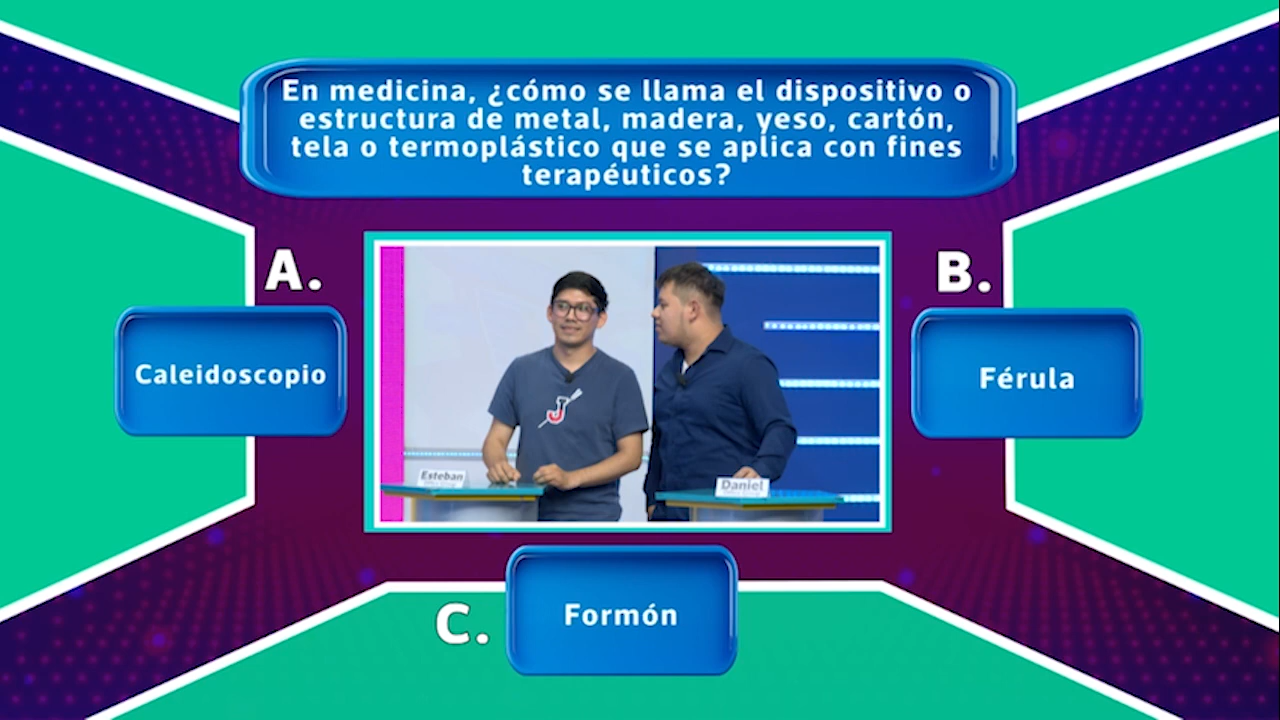 En medicina, ¿cómo se llama el dispositivo o
estructura de metal, madera, yeso, cartón,
tela o termoplástico que se aplica con fines
terapéuticos?
A.
Caleidoscopio
B.
Férula
J
Esteban
Daniel
C.
Formón